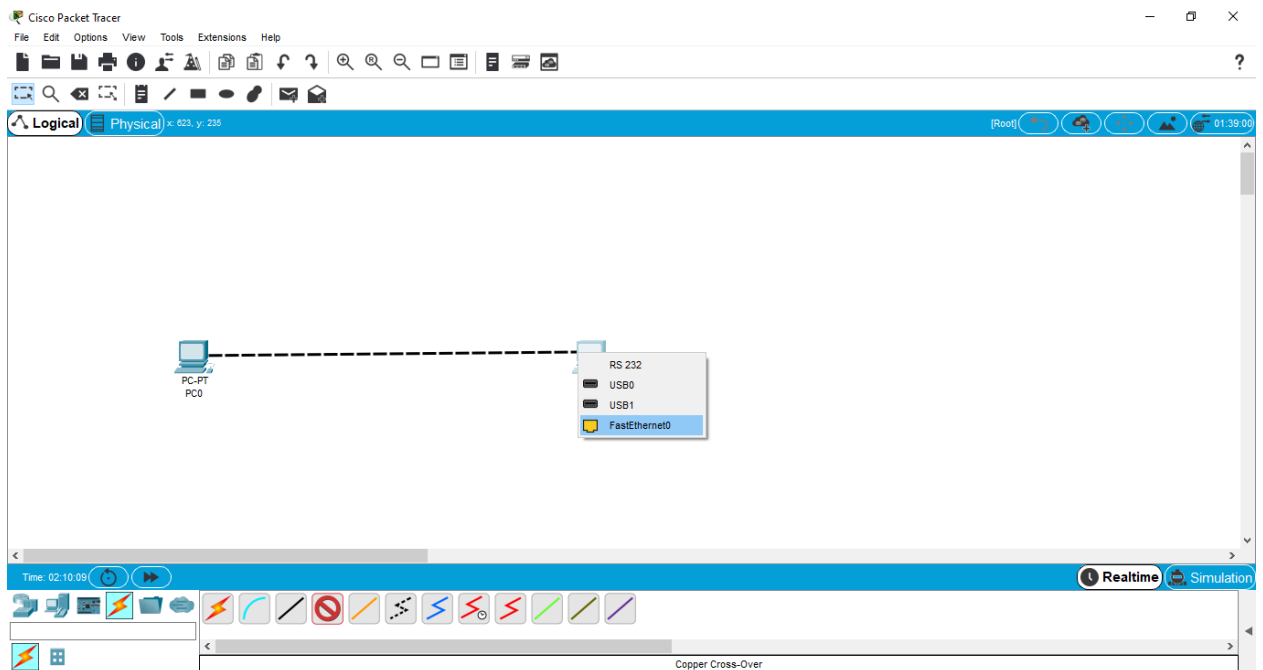 Cisco Packet Tracer
File Edit Options View Tools Extensions Help
?
Logical Physical x: 623, y: 235 [Root] 01:39:00
RS 232
USB0
USB1
FastEthernet0
PC-PT
PC0
Time: 02:10:09 Realtime Simulation
Copper Cross-Over